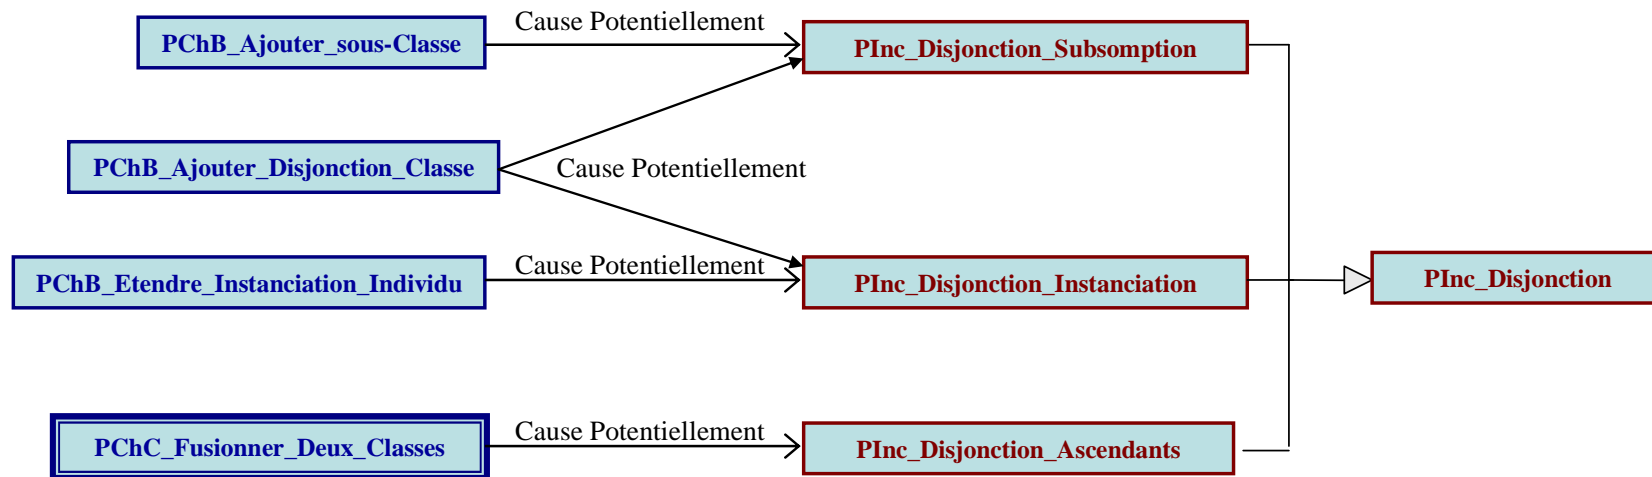 Cause Potentiellement
PChB_Ajouter_sous-Classe
PInc_Disjonction_Subsomption
PChB_Ajouter_Disjonction_Classe
Cause Potentiellement
Cause Potentiellement
PChB_Etendre_Instanciation_Individu
PInc_Disjonction_Instanciation
PInc_Disjonction
Cause Potentiellement
PChC_Fusionner_Deux_Classes
PInc_Disjonction_Ascendants